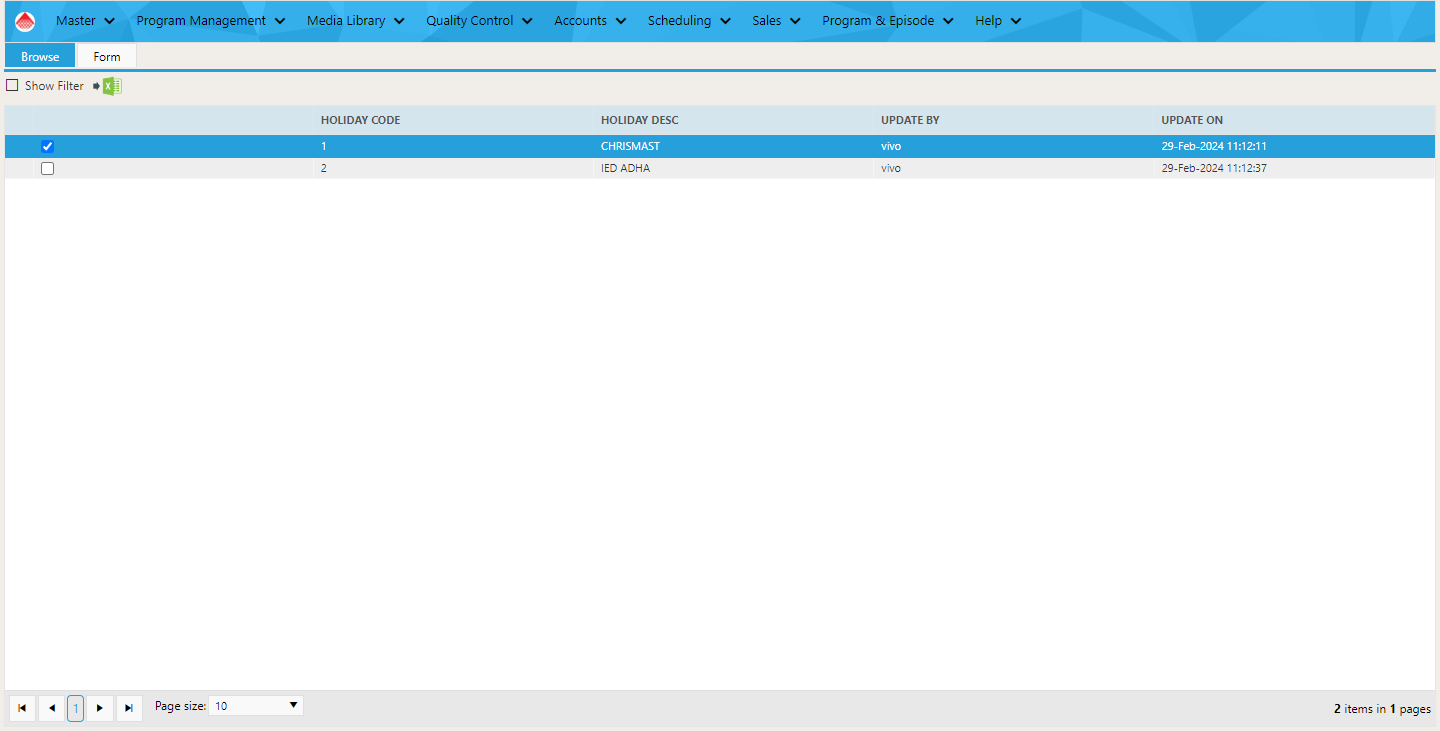 Master Program Management Media Library Quality Control Accounts Scheduling Sales Program & Episode Help
Browse Form
Show Filter
HOLIDAY CODE HOLIDAY DESC UPDATE BY UPDATE ON
1 CHRISMAST vivo 29-Feb-2024 11:12:11
2 IED ADHA vivo 29-Feb-2024 11:12:37
1 Page size: 10 2 items in 1 pages